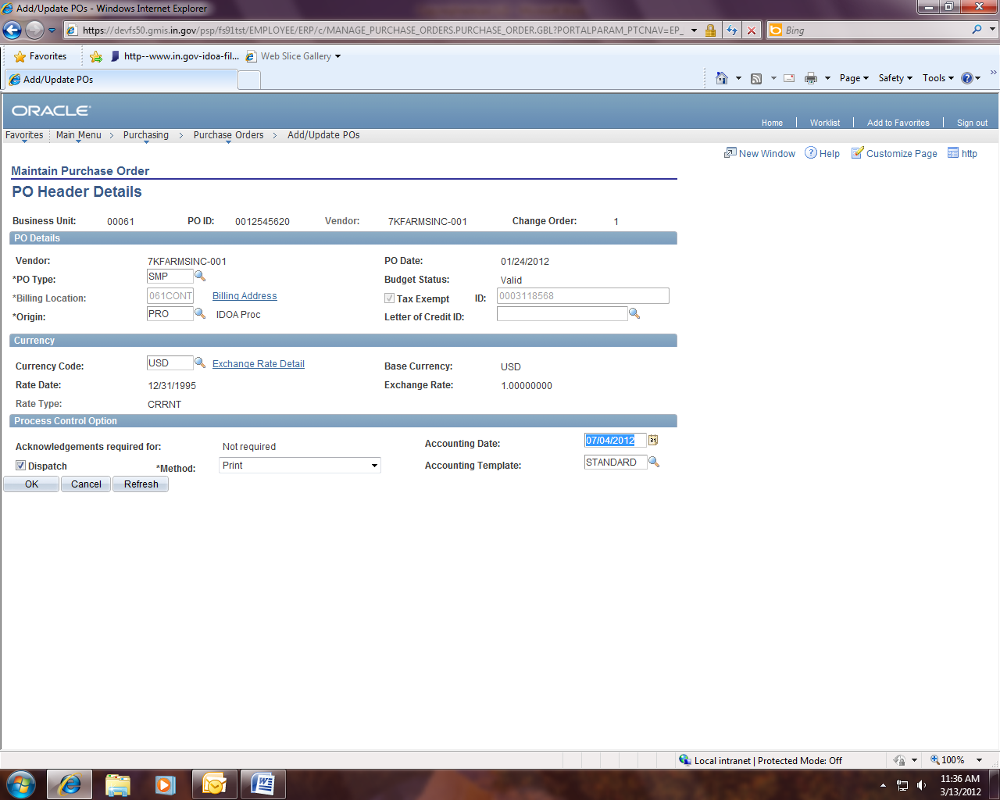 Add/Update POs - Windows Internet Explorer
https://devfs50.gmis.in.gov/psp/fs91tst/EMPLOYEE/ERP/c/MANAGE_PURCHASE_ORDERS.PURCHASE_ORDER.GBL?PORTALPARAM_PTCNAV=EP_ Bing
Favorites http--www.in.gov-idoa-fil... Web Slice Gallery
Add/Update POs Page Safety Tools
ORACLE
Home Worklist Add to Favorites Sign out
Favorites Main Menu > Purchasing > Purchase Orders > Add/Update POs
New Window Help Customize Page http
Maintain Purchase Order
PO Header Details
Business Unit: 00061 PO ID: 0012545620 Vendor: 7KFARMSINC-001 Change Order: 1
PO Details
Vendor: 7KFARMSINC-001 PO Date: 01/24/2012
*PO Type: SMP Budget Status: Valid
*Billing Location: 061CONT Billing Address Tax Exempt ID: 0003118568
*Origin: PRO IDOA Proc Letter of Credit ID:
Currency
Currency Code: USD Exchange Rate Detail Base Currency: USD
Rate Date: 12/31/1995 Exchange Rate: 1.00000000
Rate Type: CRRNT
Process Control Option
Acknowledgements required for: Not required Accounting Date: 07/04/2012
Dispatch *Method: Print Accounting Template: STANDARD
OK Cancel Refresh
Local intranet | Protected Mode: Off 100%
11:36 AM
3/13/2012